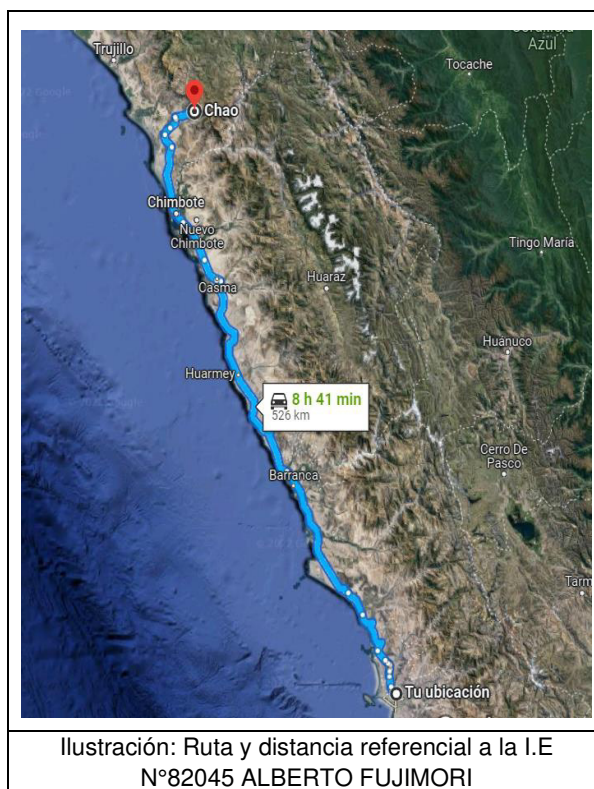 Azul
Trujillo
Tocache
Chao
Chimbote
Nuevo
Chimbote
Tingo María
Casma
Huaraz
Huánuco
Huarmey
8 h 41 min
526 km
Cerro De
Pasco
Barranca
Tarm
Tu ubicación
Ilustración: Ruta y distancia referencial a la I.E
N°82045 ALBERTO FUJIMORI